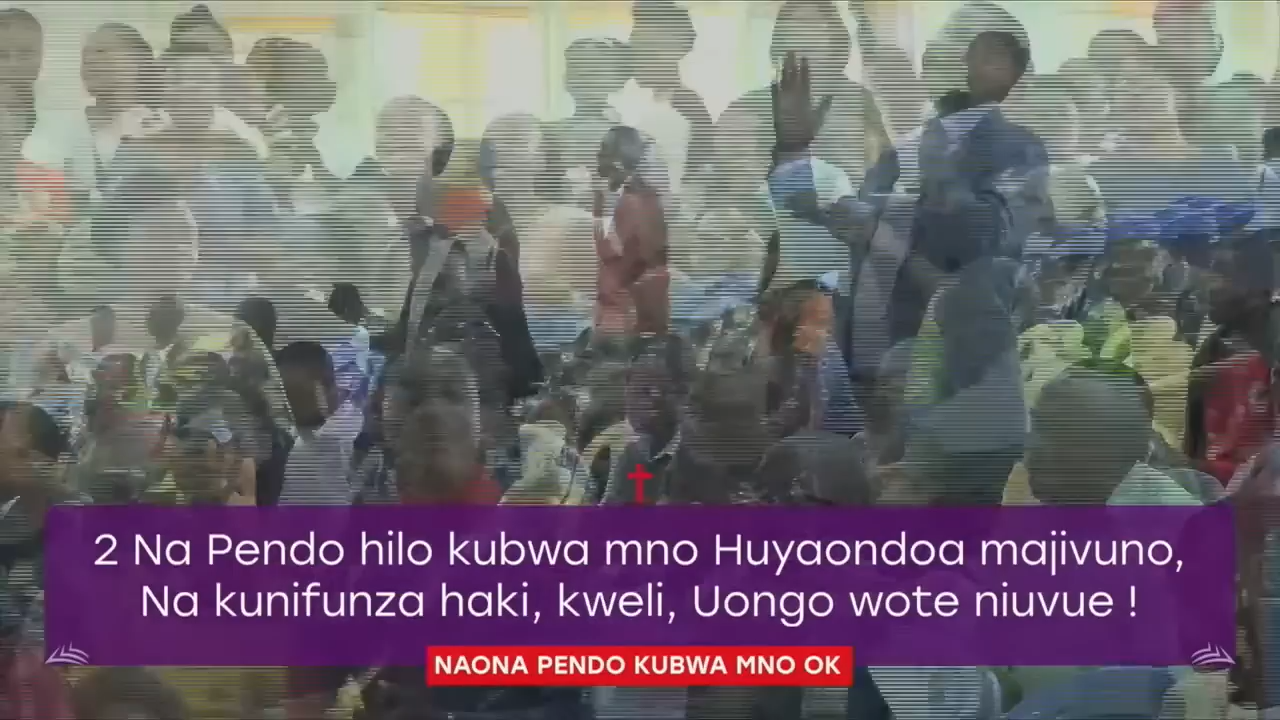 2 Na Pendo hilo kubwa mno Huyaondoa majivuno,
Na kunifunza haki, kweli, Uongo wote niuvue !
NAONA PENDO KUBWA MNO OK